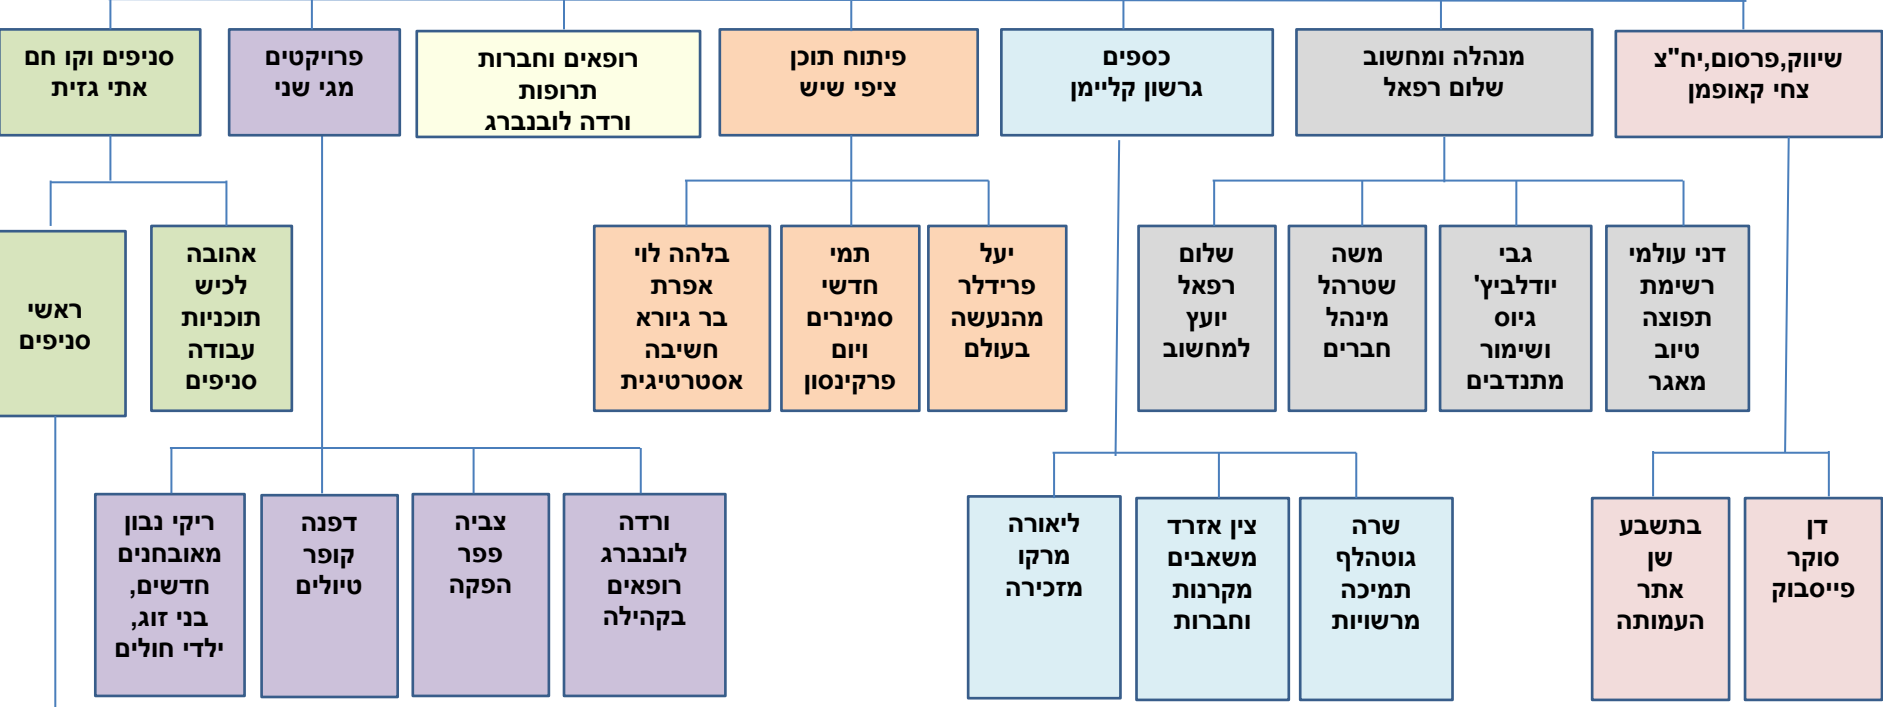 שיווק,פרסום,יח"צ
צחי קאופמן
מנהלה ומחשוב
שלום רפאל
כספים
גרשון קליימן
פיתוח תוכן
ציפי שיש
רופאים וחברות
תרופות
ורדה לובנברג
פרויקטים
מגי שני
סניפים וקו חם
אתי גזית
דני עולמי
רשימת
תפוצה
טיוב
מאגר
גבי
יודלביץ'
גיוס
ושימור
מתנדבים
משה
שטרהל
מינהל
חברים
שלום
רפאל
יועץ
למחשוב
יעל
פרידלר
מהנעשה
בעולם
תמי
חדשי
סמינרים
ויום
פרקינסון
בלהה לוי
אפרת
בר גיורא
חשיבה
אסטרטיגית
אהובה
לכיש
תוכניות
עבודה
סניפים
ראשי
סניפים
דן
סוקר
פייסבוק
בתשבע
שן
אתר
העמותה
שרה
גוטהלף
תמיכה
מרשויות
צין אזרד
משאבים
מקרנות
וחברות
ליאורה
מרקו
מזכירה
ורדה
לובנברג
רופאים
בקהילה
צביה
פפר
הפקה
דפנה
קופר
טיולים
ריקי נבון
מאובחנים
חדשים,
בני זוג,
ילדי חולים